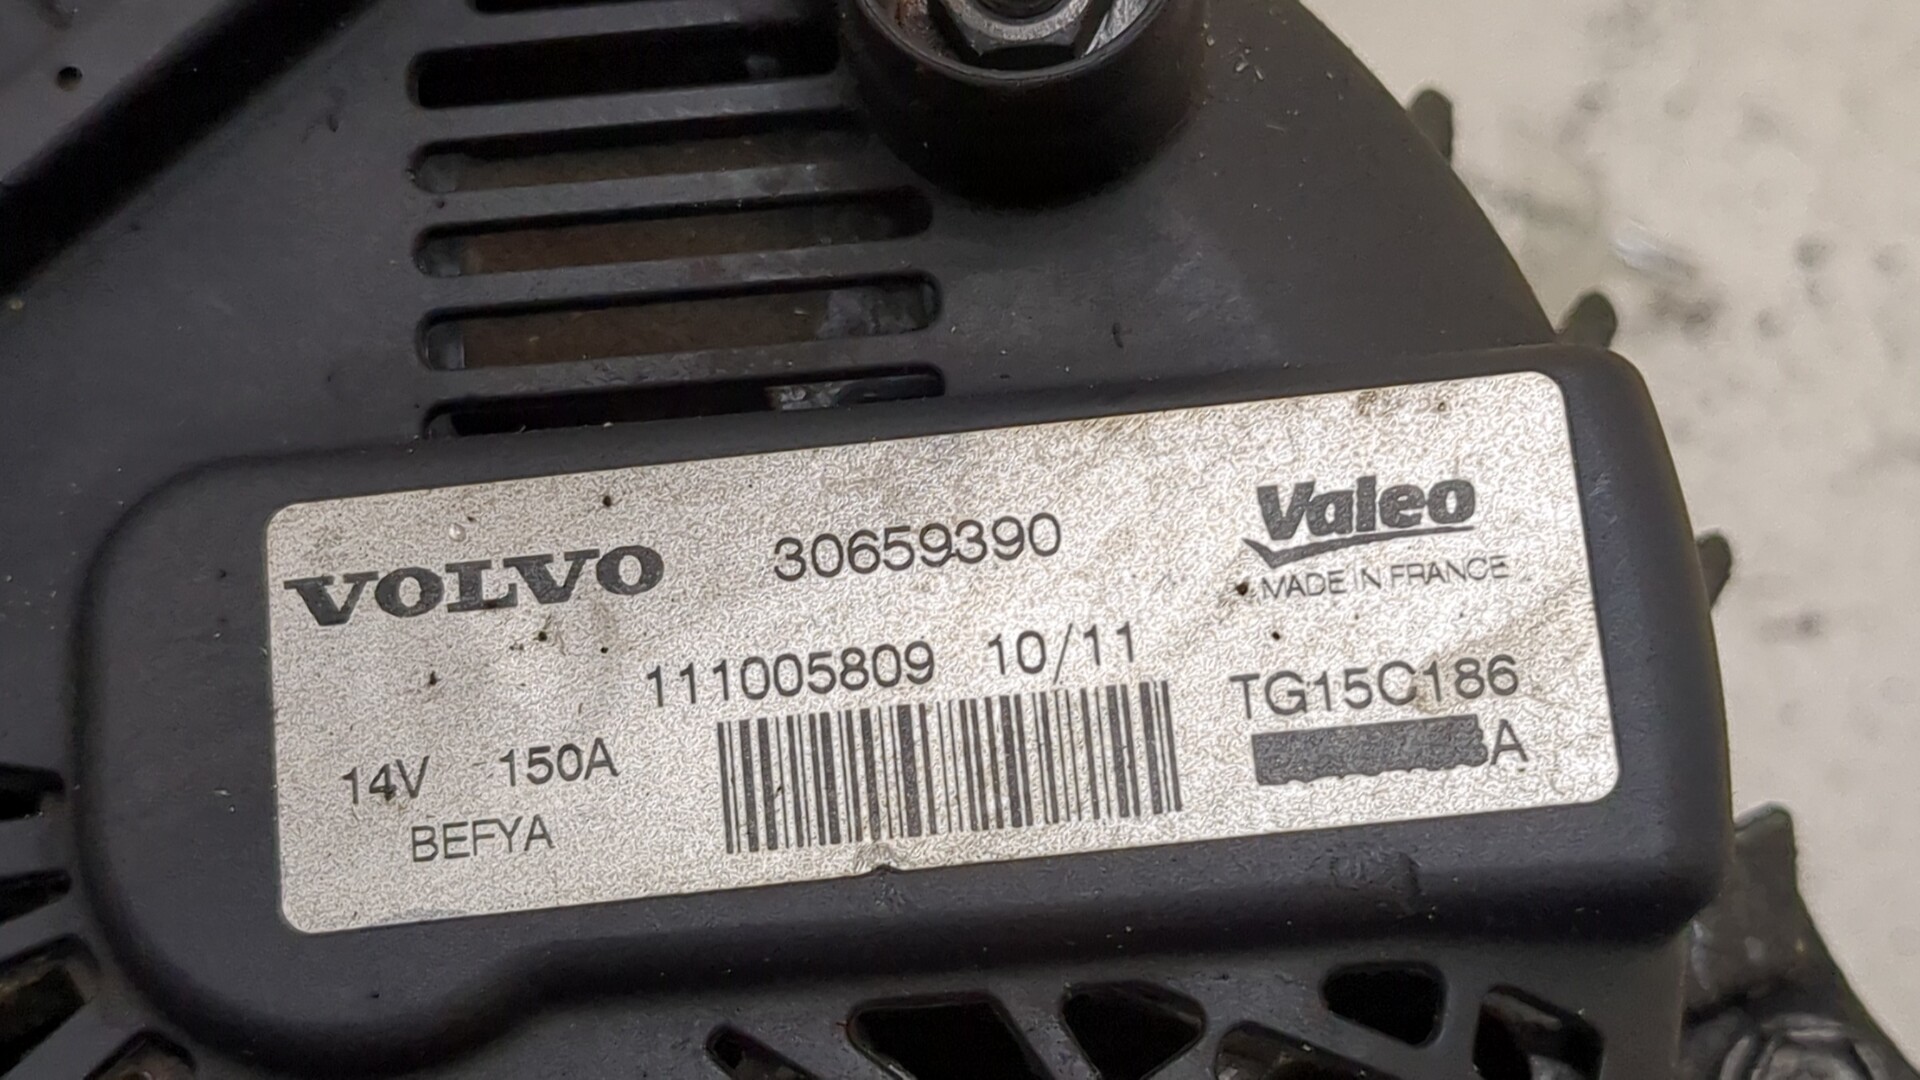 VOLVO 30659390 Valeo
MADE IN FRANCE
111005809 10/11 TG15C186
14V 150A A
BEFYA